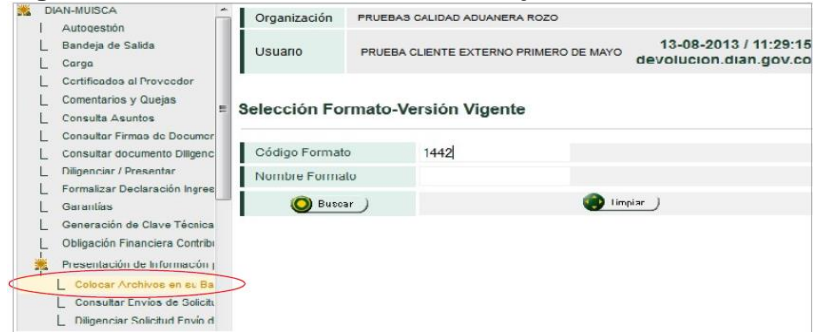 DIAN-MUISCA
Autogestión
Bandeja de Salida
Carga
Certificados al Proveedor
Comentarios y Quejas
Consulta Asuntos
Consultar Firmas de Documer
Consultar documento Diligenc
Diligenciar / Presentar
Formalizar Declaración Ingres
Garantías
Generación de Clave Técnica
Obligación Financiera Contribu
Presentación de Información p
Colocar Archivos en su Ba
Consultar Envíos de Solicitu
Diligenciar Solicitud Envío d
Organización PRUEBAS CALIDAD ADUANERA ROZO
Usuario PRUEBA CLIENTE EXTERNO PRIMERO DE MAYO 13-08-2013 / 11:29:15
devolucion.dian.gov.co
Selección Formato-Versión Vigente
Código Formato 1442
Nombre Formato
Buscar Limpiar